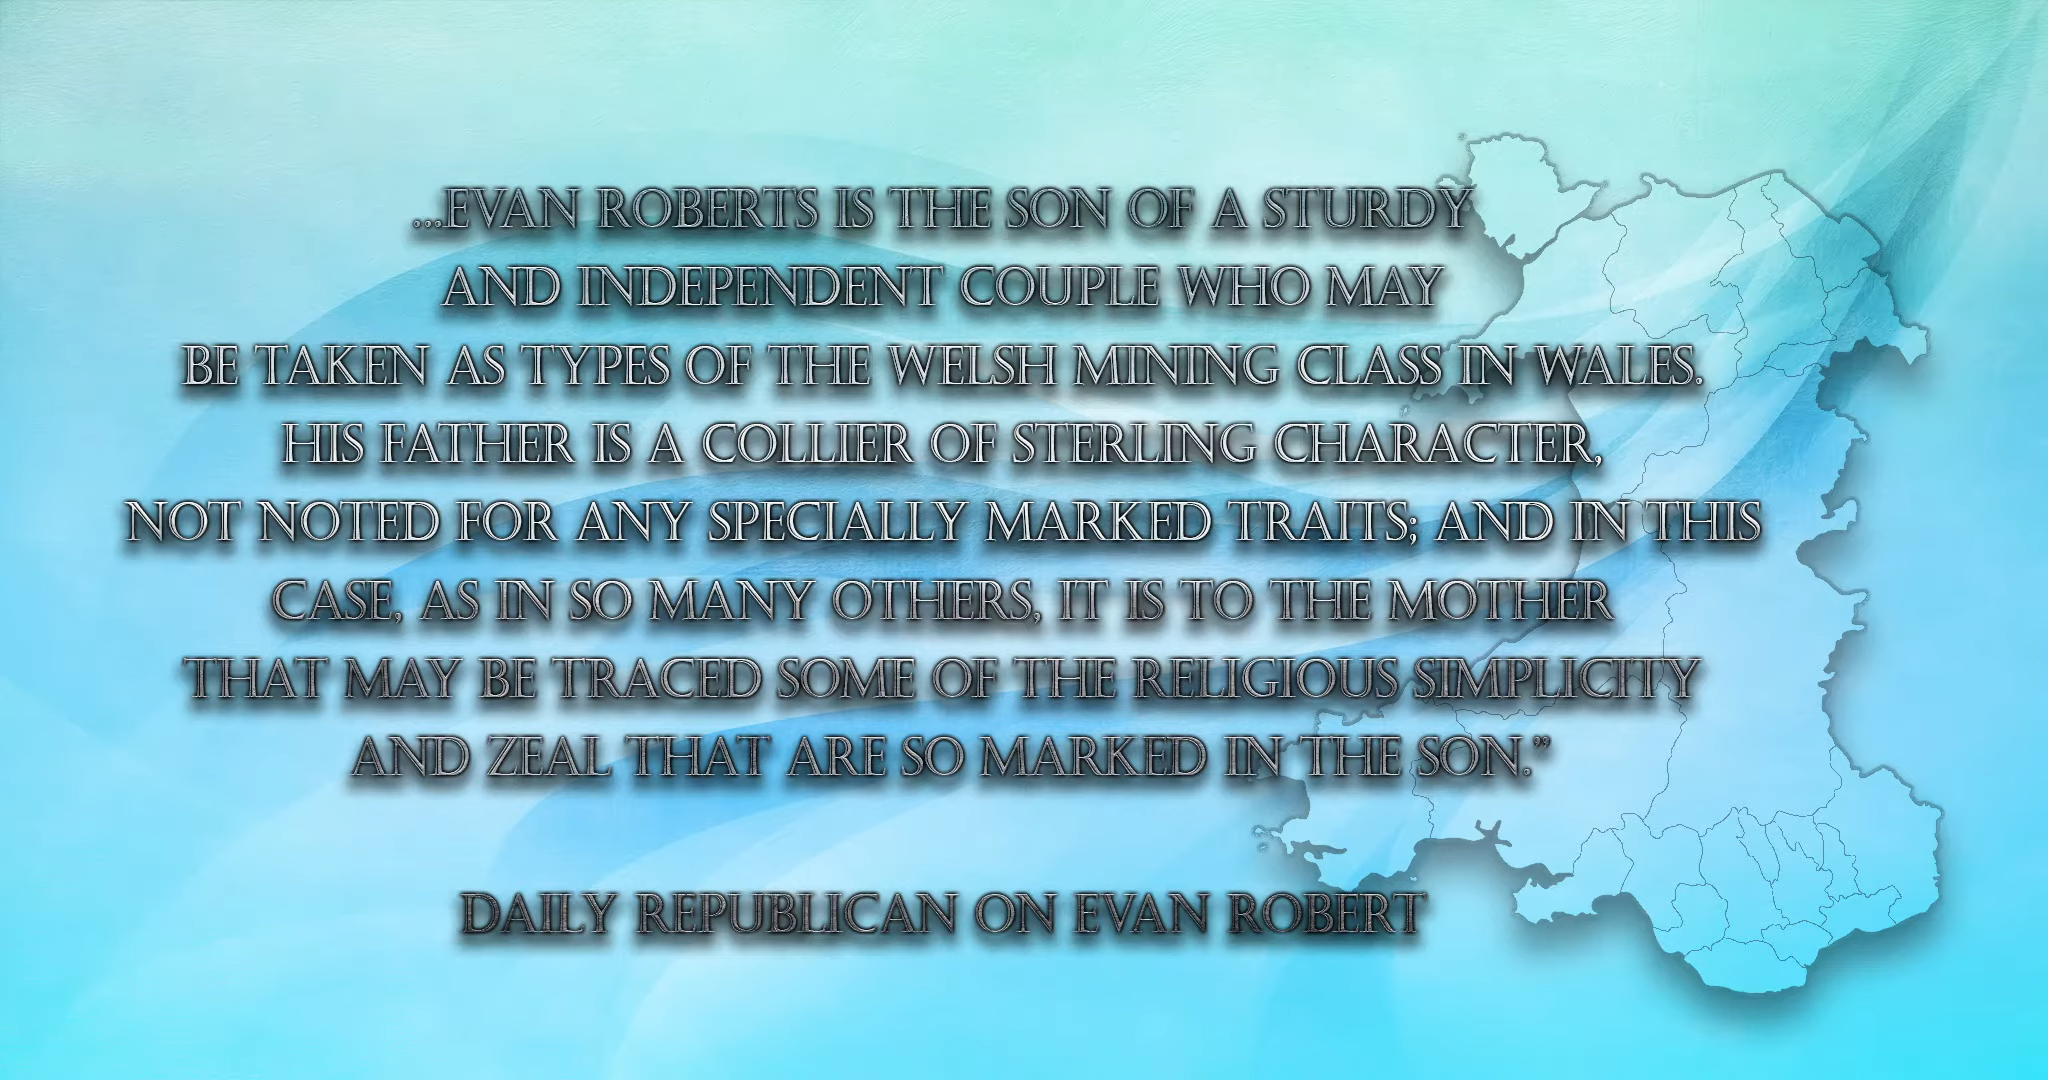 ...EVAN ROBERTS IS THE SON OF A STURDY
AND INDEPENDENT COUPLE WHO MAY
BE TAKEN AS TYPES OF THE WELSH MINING CLASS IN WALES.
HIS FATHER IS A COLLIER OF STERLING CHARACTER,
NOT NOTED FOR ANY SPECIALLY MARKED TRAITS; AND IN THIS
CASE, AS IN SO MANY OTHERS, IT IS TO THE MOTHER
THAT MAY BE TRACED SOME OF THE RELIGIOUS SIMPLICITY
AND ZEAL THAT ARE SO MARKED IN THE SON.”
DAILY REPUBLICAN ON EVAN ROBERT